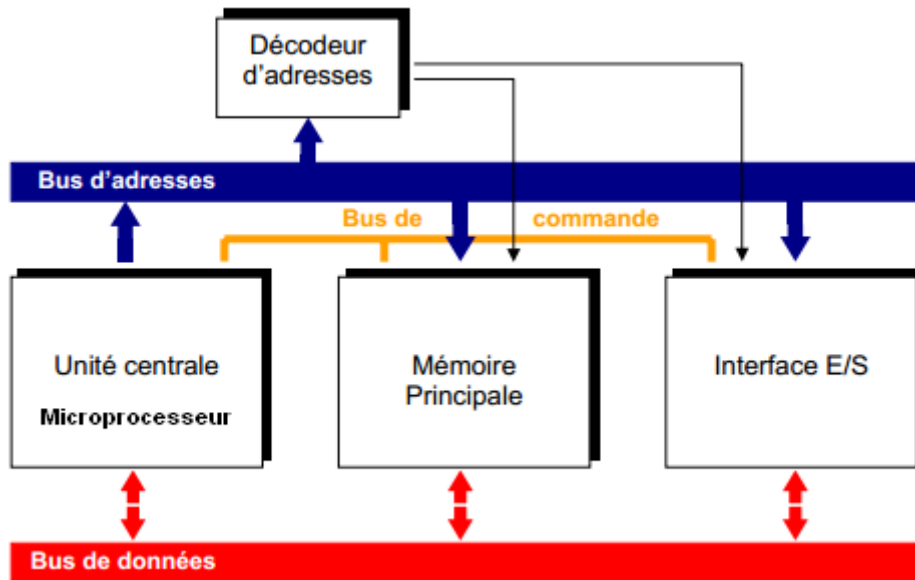 Décodeur
d'adresses
Bus d'adresses
Bus de commande
Unité centrale
Microprocesseur
Mémoire
Principale
Interface E/S
Bus de données